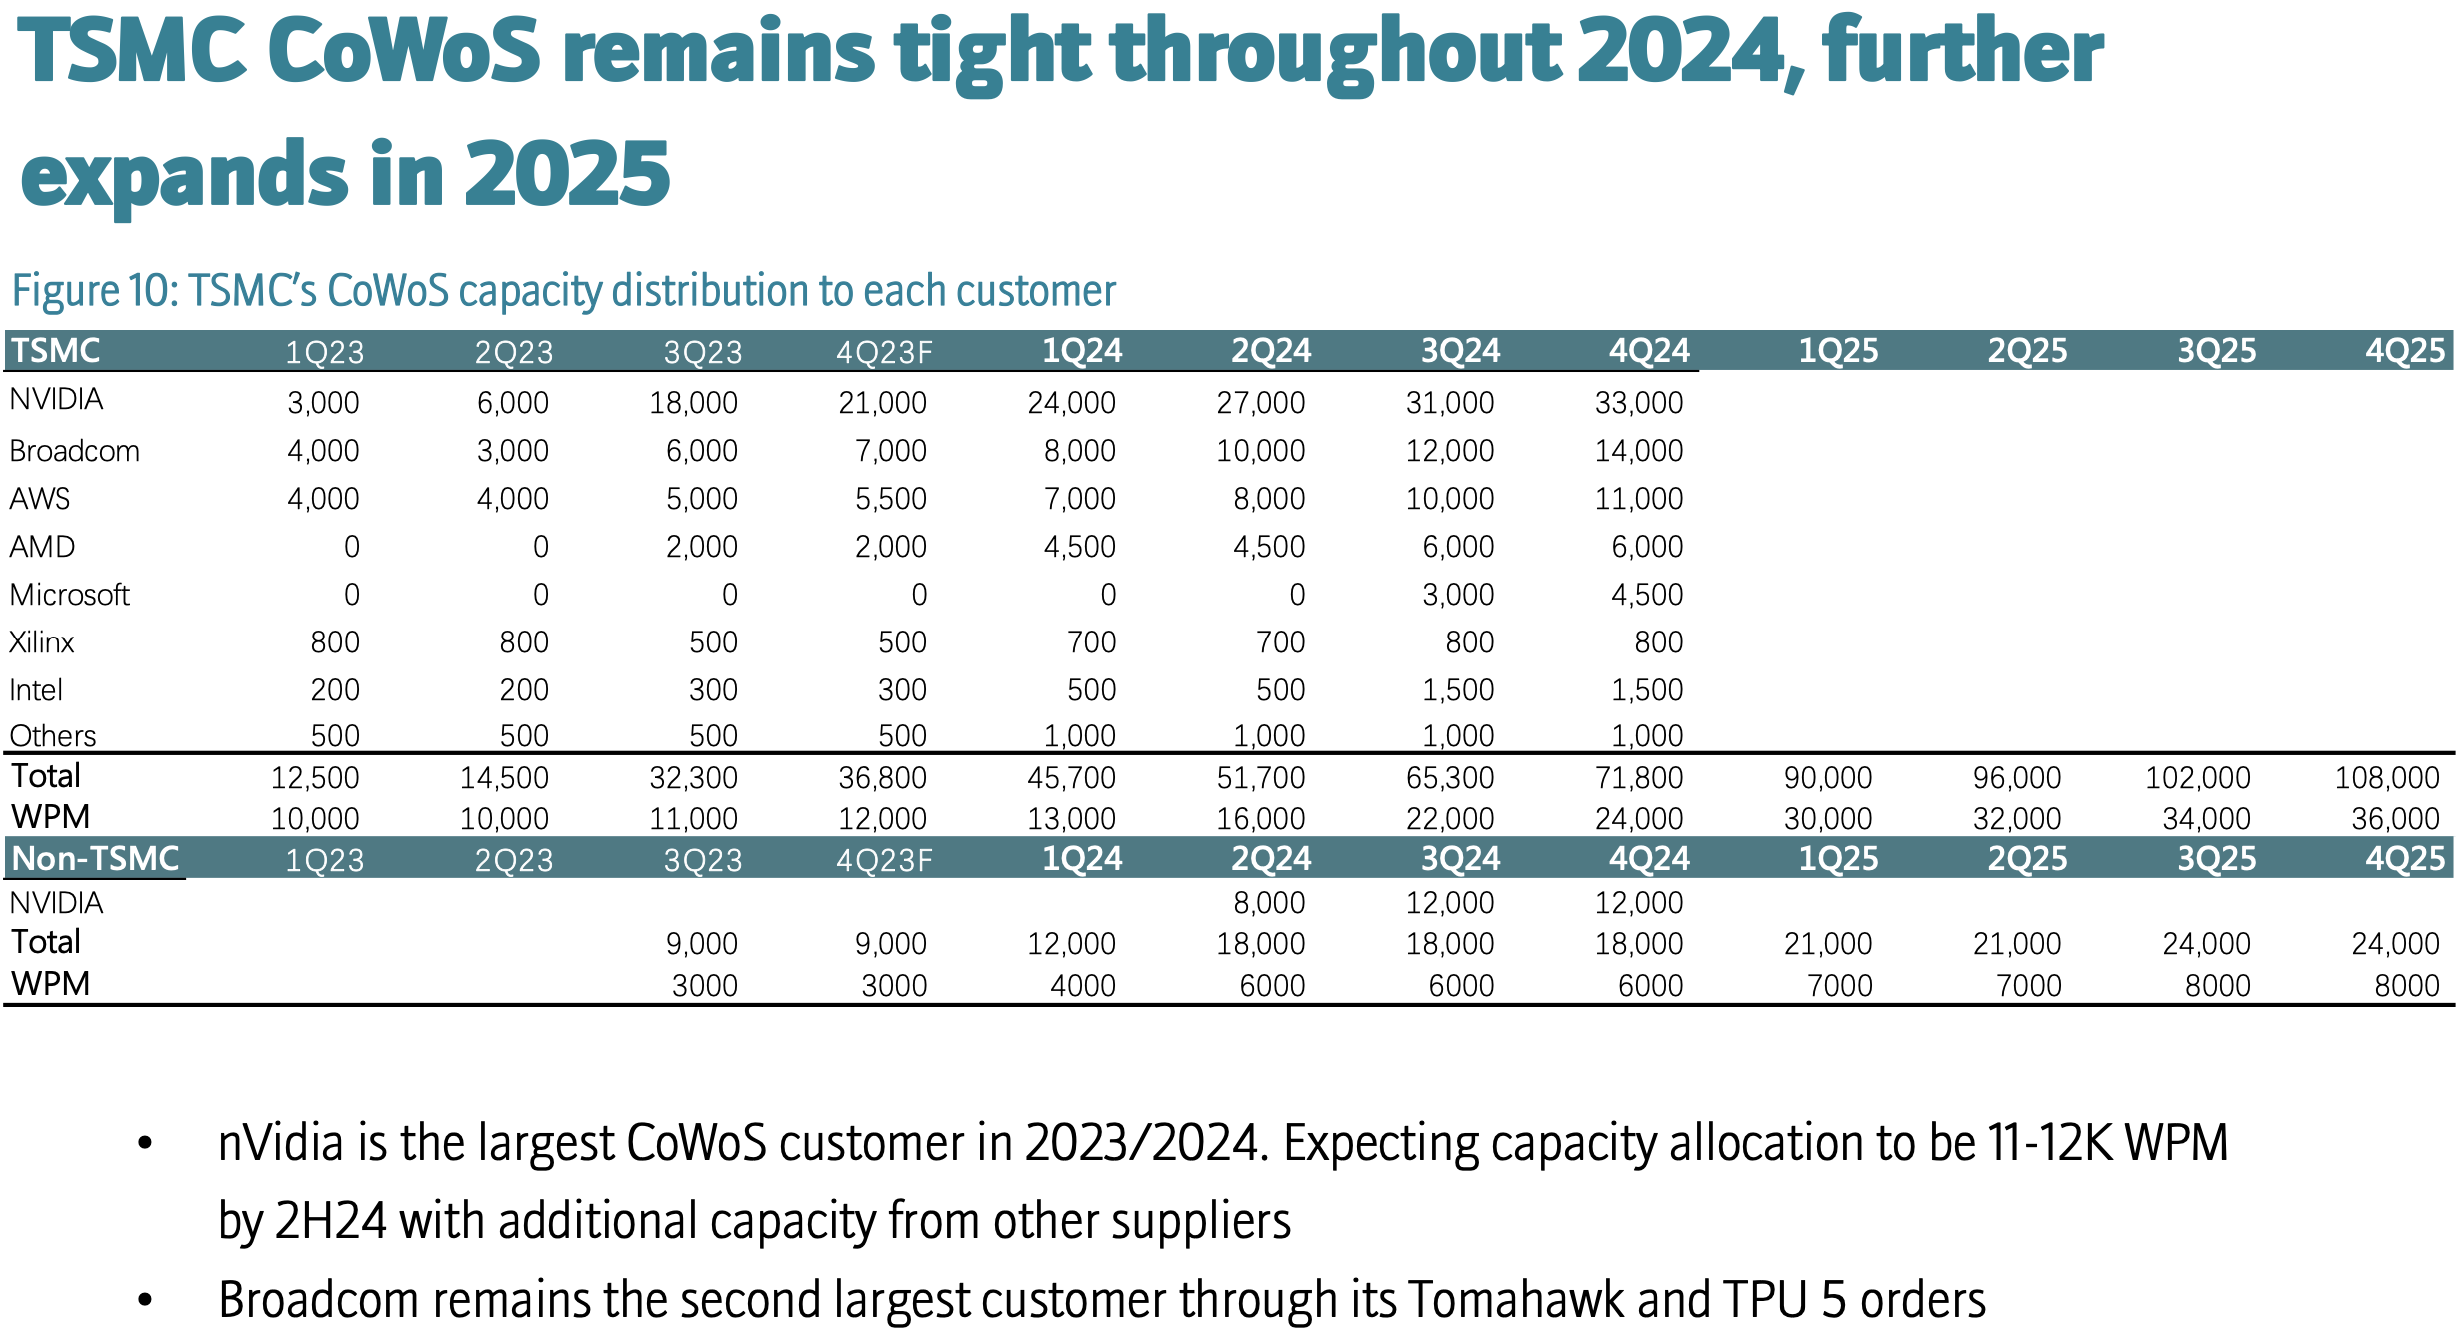 TSMC CoWoS remains tight throughout 2024, further
expands in 2025
Figure 10: TSMC's CoWoS capacity distribution to each customer
TSMC 1Q23 2Q23 3Q23 4Q23F 1Q24 2Q24 3Q24 4Q24 1Q25 2Q25 3Q25 4Q25
NVIDIA 3,000 6,000 18,000 21,000 24,000 27,000 31,000 33,000
Broadcom 4,000 3,000 6,000 7,000 8,000 10,000 12,000 14,000
AWS 4,000 4,000 5,000 5,500 7,000 8,000 10,000 11,000
AMD 0 0 2,000 2,000 4,500 4,500 6,000 6,000
Microsoft 0 0 0 0 0 0 3,000 4,500
Xilinx 800 800 500 500 700 700 800 800
Intel 200 200 300 300 500 500 1,500 1,500
Others 500 500 500 500 1,000 1,000 1,000 1,000
Total 12,500 14,500 32,300 36,800 45,700 51,700 65,300 71,800 90,000 96,000 102,000 108,000
WPM 10,000 10,000 11,000 12,000 13,000 16,000 22,000 24,000 30,000 32,000 34,000 36,000
Non-TSMC 1Q23 2Q23 3Q23 4Q23F 1Q24 2Q24 3Q24 4Q24 1Q25 2Q25 3Q25 4Q25
NVIDIA 8,000 12,000 12,000
Total 9,000 9,000 12,000 18,000 18,000 18,000 21,000 21,000 24,000 24,000
WPM 3000 3000 4000 6000 6000 6000 7000 7000 8000 8000
• nVidia is the largest CoWoS customer in 2023/2024. Expecting capacity allocation to be 11-12K WPM
by 2H24 with additional capacity from other suppliers
• Broadcom remains the second largest customer through its Tomahawk and TPU 5 orders